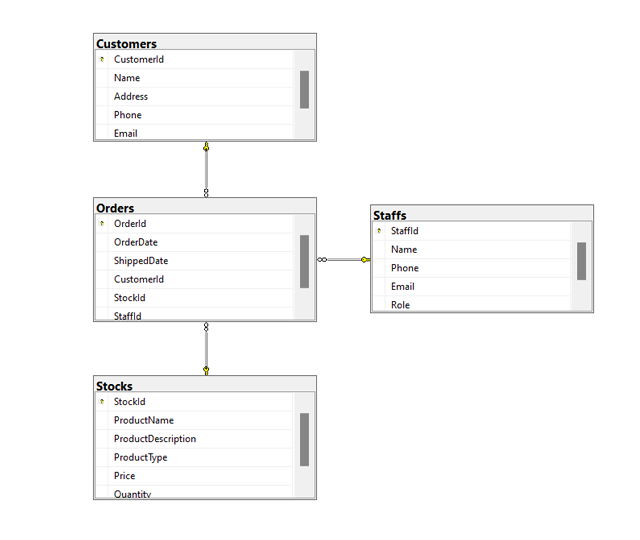 Customers
CustomerId
Name
Address
Phone
Email
Orders
OrderId
OrderDate
ShippedDate
CustomerId
StockId
StaffId
Staffs
StaffId
Name
Phone
Email
Role
Stocks
StockId
ProductName
ProductDescription
ProductType
Price
Quantity